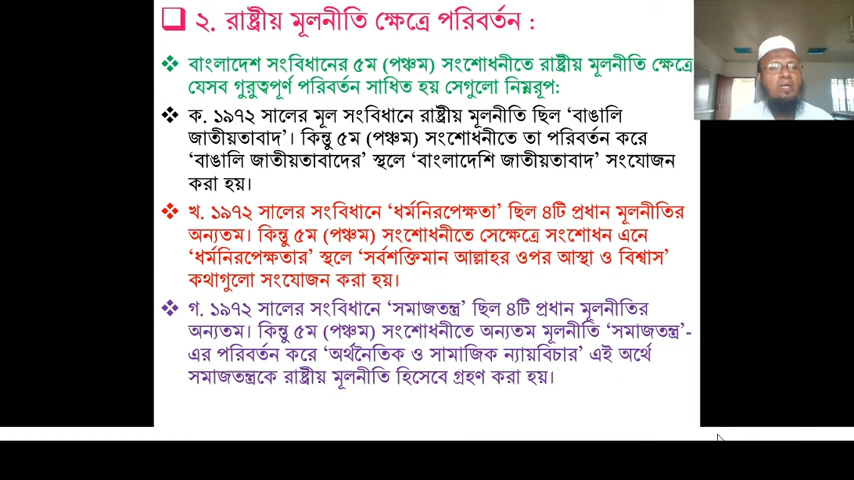 ২. রাষ্ট্রীয় মূলনীতি ক্ষেত্রে পরিবর্তন :
বাংলাদেশ সংবিধানের ৫ম (পঞ্চম) সংশোধনীতে রাষ্ট্রীয় মূলনীতি ক্ষেত্রে
যেসব গুরুত্বপূর্ণ পরিবর্তন সাধিত হয় সেগুলো নিম্নরূপ:
ক. ১৯৭২ সালের মূল সংবিধানে রাষ্ট্রীয় মূলনীতি ছিল ‘বাঙালি
জাতীয়তাবাদ’। কিন্তু ৫ম (পঞ্চম) সংশোধনীতে তা পরিবর্তন করে
‘বাঙালি জাতীয়তাবাদের’ স্থলে ‘বাংলাদেশি জাতীয়তাবাদ’ সংযোজন
করা হয়।
খ. ১৯৭২ সালের সংবিধানে ‘ধর্মনিরপেক্ষতা’ ছিল ৪টি প্রধান মূলনীতির
অন্যতম। কিন্তু ৫ম (পঞ্চম) সংশোধনীতে সেক্ষেত্রে সংশোধন এনে
‘ধর্মনিরপেক্ষতার’ স্থলে ‘সর্বশক্তিমান আল্লাহর ওপর আস্থা ও বিশ্বাস’
কথাগুলো সংযোজন করা হয়।
গ. ১৯৭২ সালের সংবিধানে ‘সমাজতন্ত্র’ ছিল ৪টি প্রধান মূলনীতির
অন্যতম। কিন্তু ৫ম (পঞ্চম) সংশোধনীতে অন্যতম মূলনীতি ‘সমাজতন্ত্র’-
এর পরিবর্তন করে ‘অর্থনৈতিক ও সামাজিক ন্যায়বিচার’ এই অর্থে
সমাজতন্ত্রকে রাষ্ট্রীয় মূলনীতি হিসেবে গ্রহণ করা হয়।